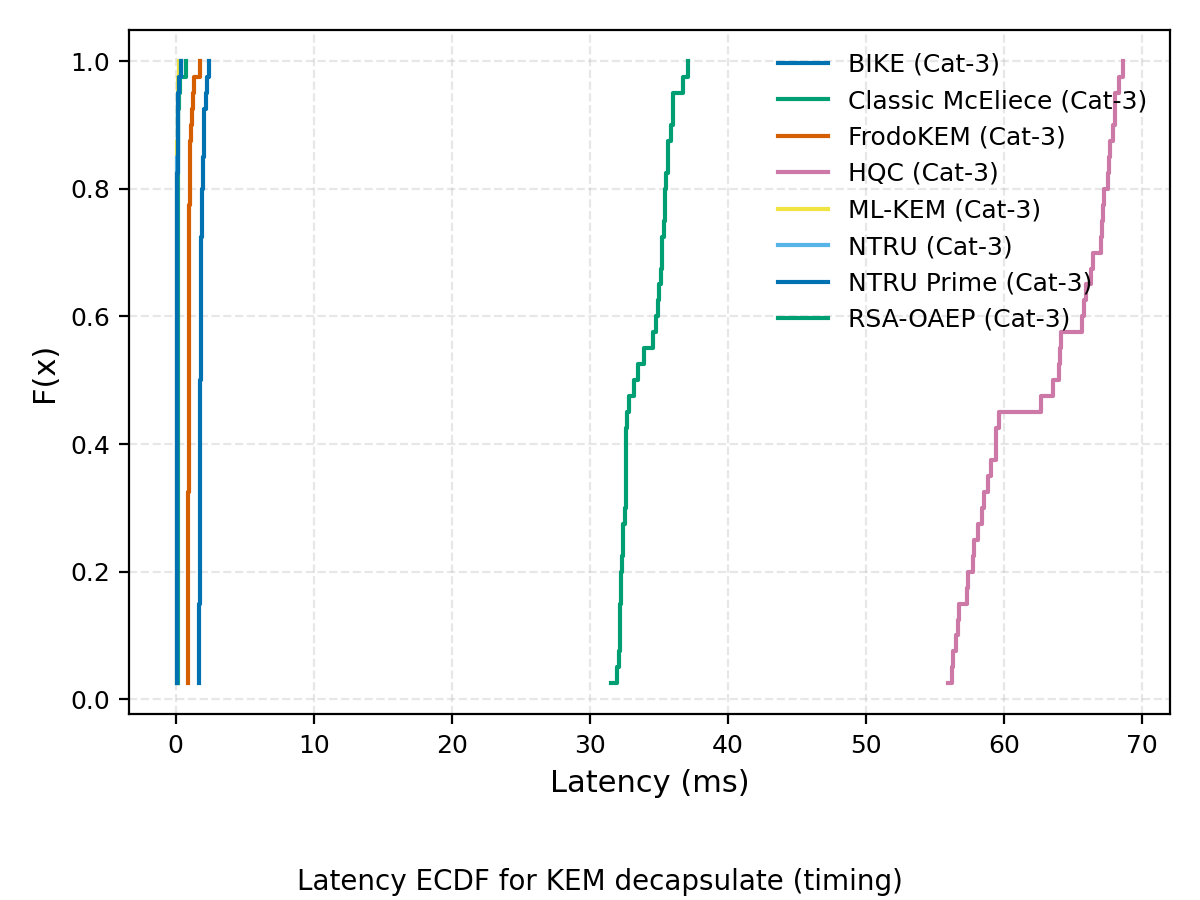 1.0
0.8
0.6
0.4
0.2
0.0
F(x)
BIKE (Cat-3)
Classic McEliece (Cat-3)
FrodoKEM (Cat-3)
HQC (Cat-3)
ML-KEM (Cat-3)
NTRU (Cat-3)
NTRU Prime (Cat-3)
RSA-OAEP (Cat-3)
0 10 20 30 40 50 60 70
Latency (ms)
Latency ECDF for KEM decapsulate (timing)